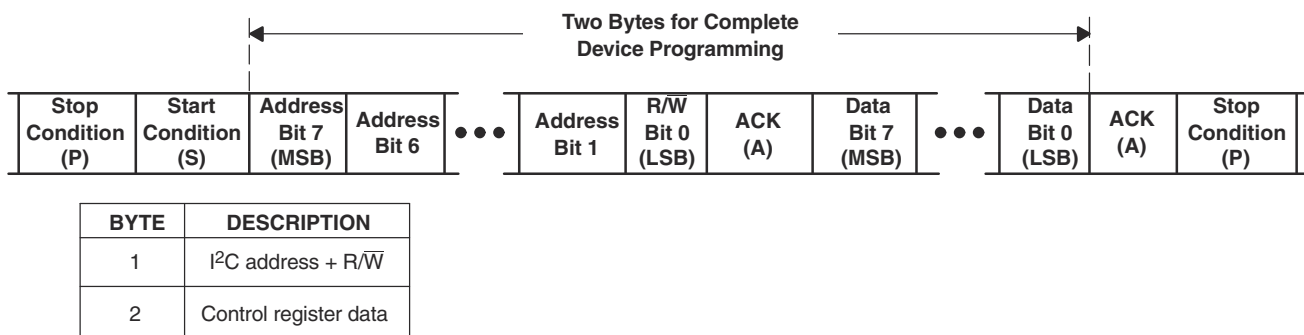 Two Bytes for Complete
Device Programming
Stop Condition (P)
Start Condition (S)
Address Bit 7 (MSB)
Address Bit 6
Address Bit 1
R/W̅ Bit 0 (LSB)
ACK (A)
Data Bit 7 (MSB)
Data Bit 0 (LSB)
ACK (A)
Stop Condition (P)
BYTE DESCRIPTION
1 I²C address + R/W̅
2 Control register data